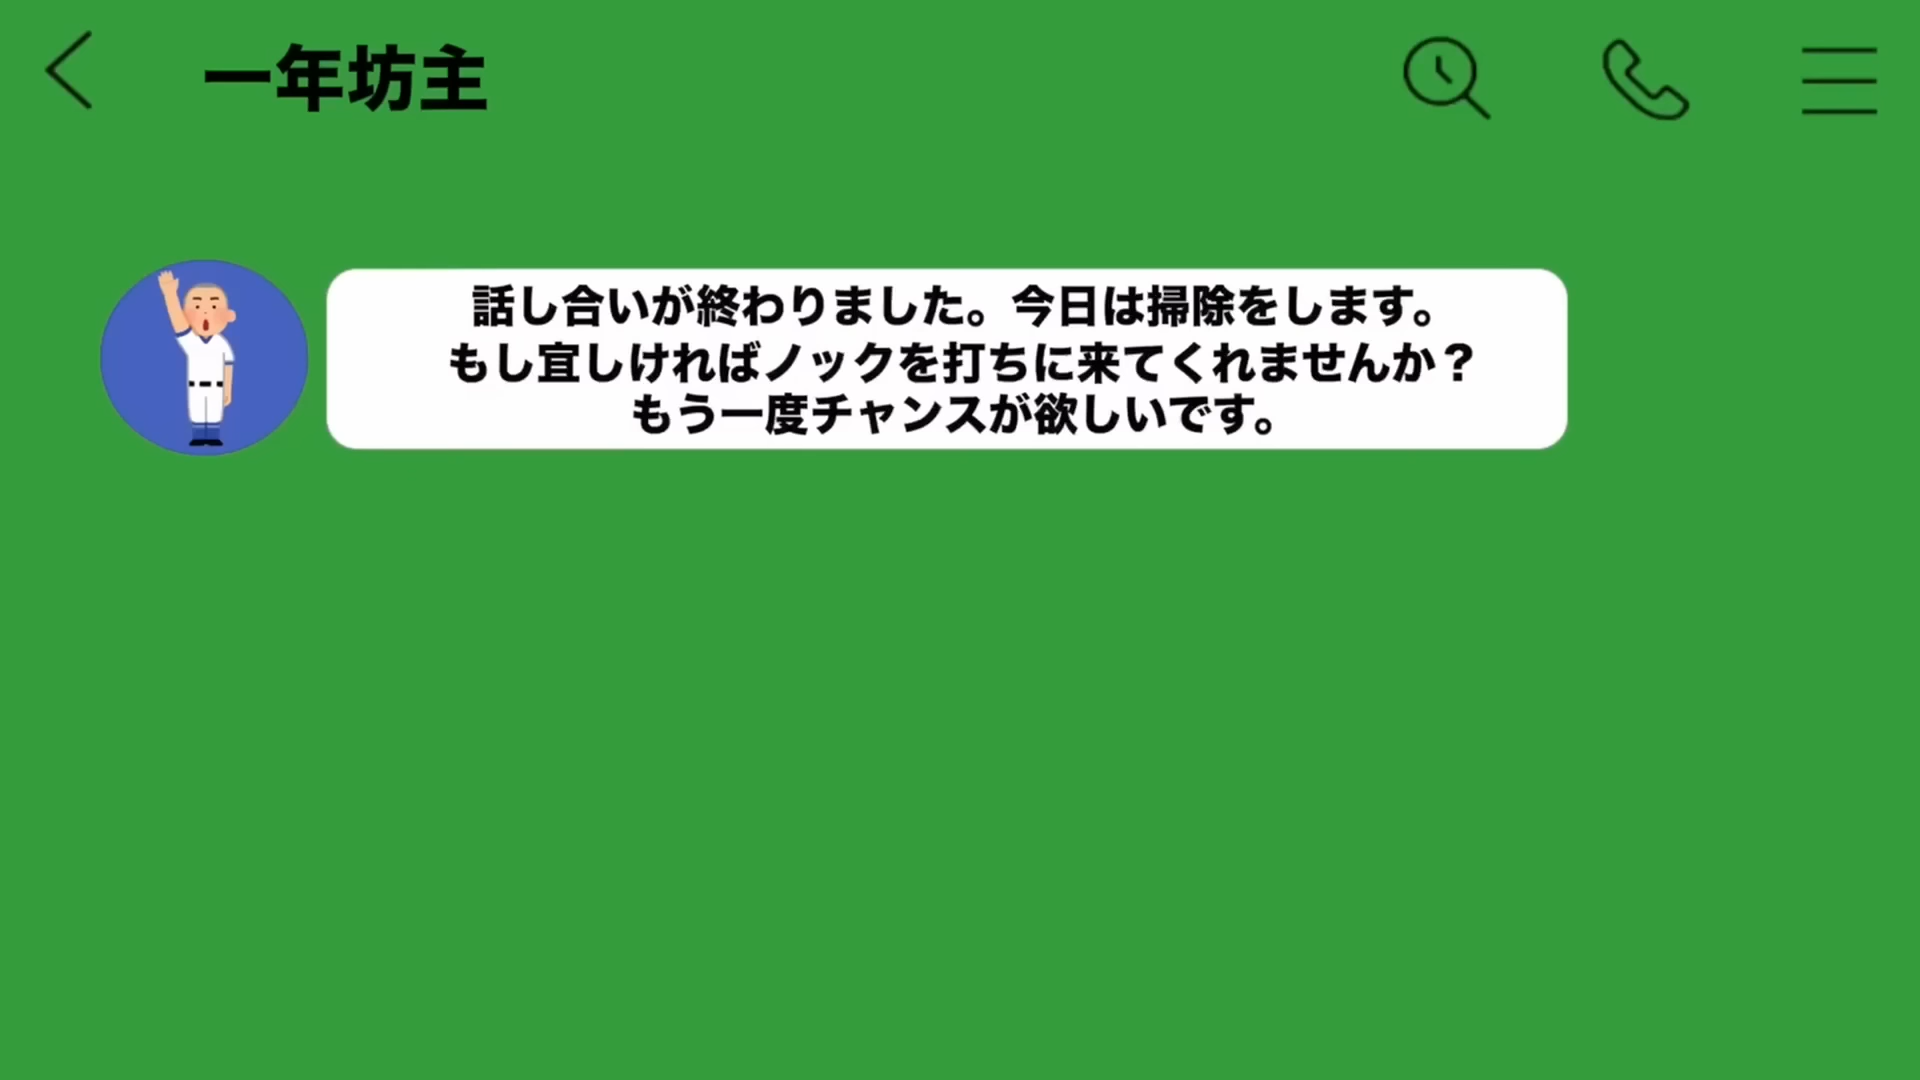 一年坊主
話し合いが終わりました。今日は掃除をします。
もし宜しければノックを打ちに来てくれませんか？
もう一度チャンスが欲しいです。